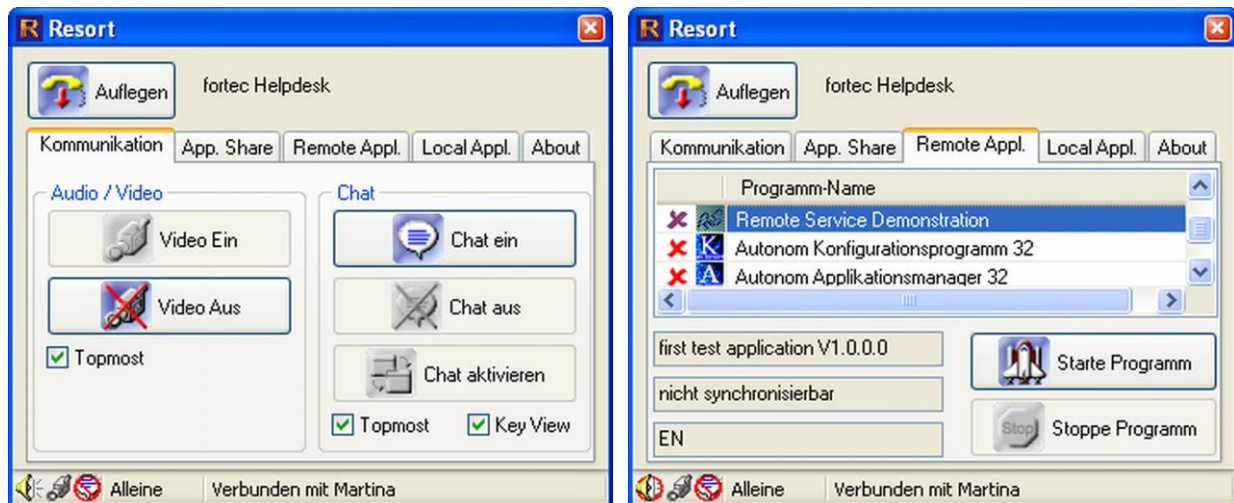 Resort
Auflegen fortec Helpdesk
Kommunikation App. Share Remote Appl. Local Appl. About
Audio / Video
Video Ein
Video Aus
Topmost
Chat
Chat ein
Chat aus
Chat aktivieren
Topmost Key View
Alleine Verbunden mit Martina
Resort
Auflegen fortec Helpdesk
Kommunikation App. Share Remote Appl. Local Appl. About
Programm-Name
Remote Service Demonstration
Autonom Konfigurationsprogramm 32
Autonom Applikationsmanager 32
first test application V1.0.0.0
nicht synchronisierbar
EN
Starte Programm
Stop Stoppe Programm
Alleine Verbunden mit Martina